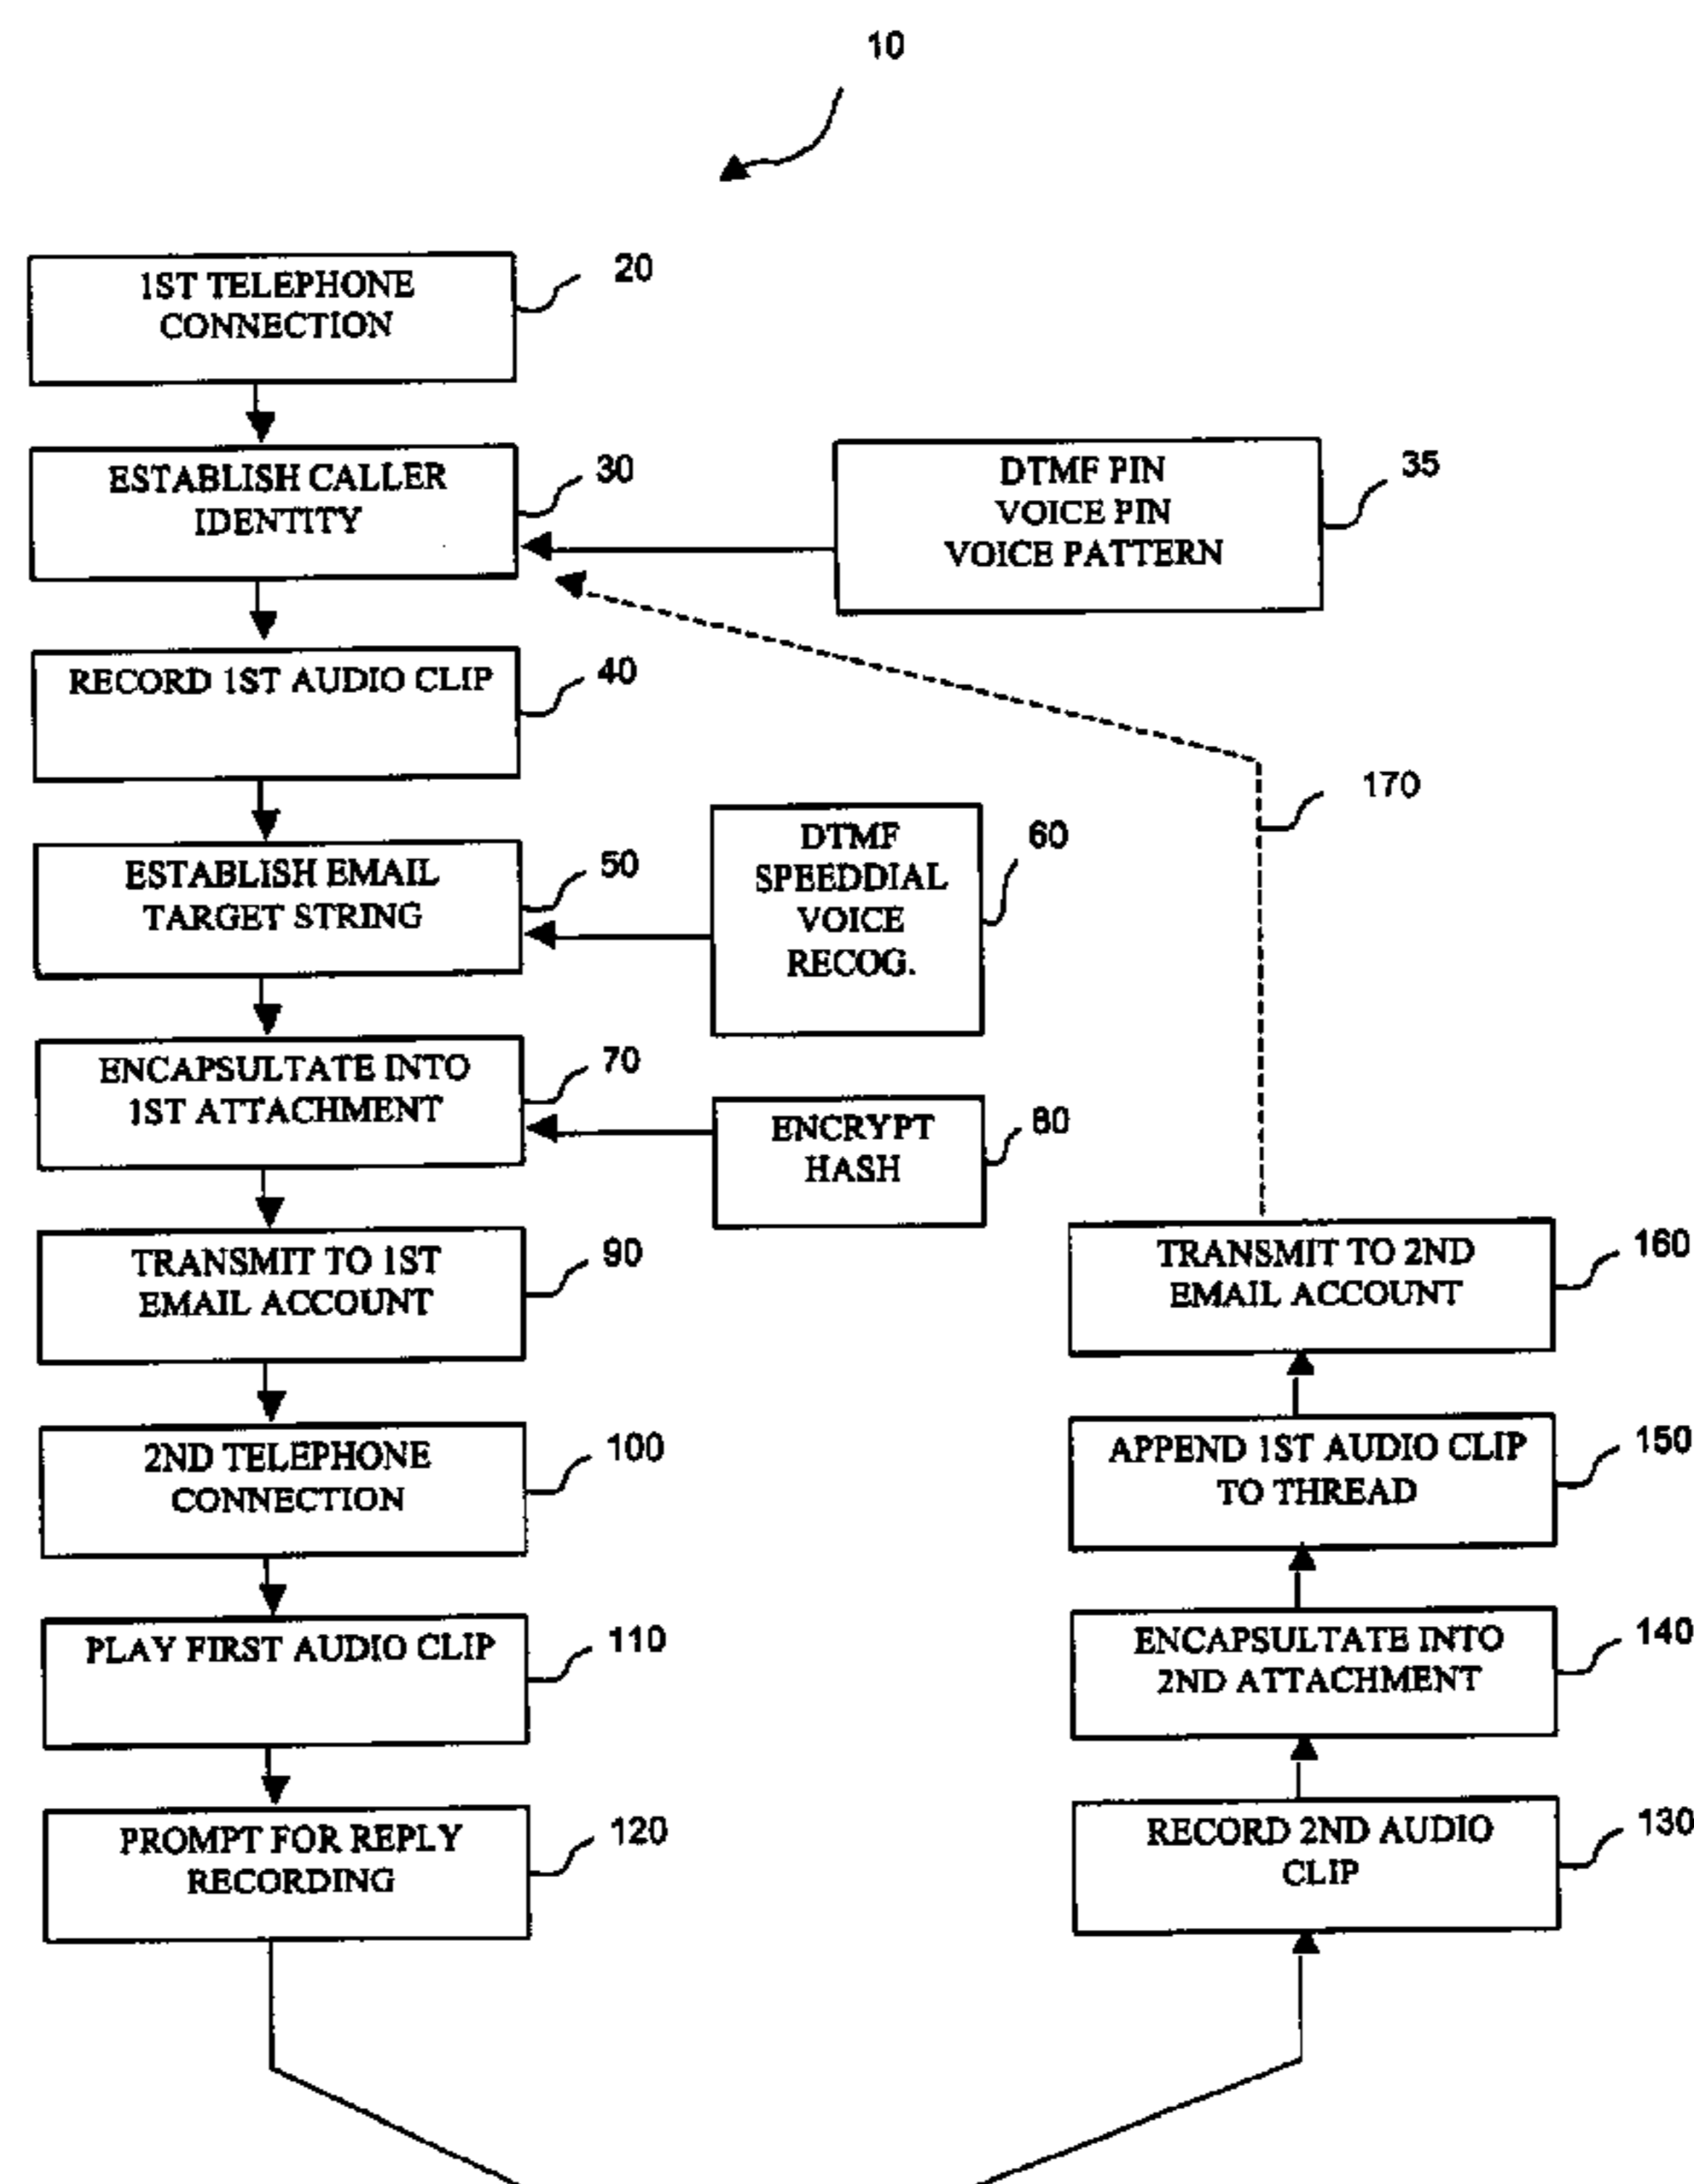 10
1ST TELEPHONE
CONNECTION
20
ESTABLISH CALLER
IDENTITY
30
DTMF PIN
VOICE PIN
VOICE PATTERN
35
RECORD 1ST AUDIO CLIP
40
170
ESTABLISH EMAIL
TARGET STRING
50
DTMF
SPEEDDIAL
VOICE
RECOG.
60
ENCAPSULTATE INTO
1ST ATTACHMENT
70
ENCRYPT
HASH
80
TRANSMIT TO 1ST
EMAIL ACCOUNT
90
2ND TELEPHONE
CONNECTION
100
PLAY FIRST AUDIO CLIP
110
PROMPT FOR REPLY
RECORDING
120
RECORD 2ND AUDIO
CLIP
130
ENCAPSULTATE INTO
2ND ATTACHMENT
140
APPEND 1ST AUDIO CLIP
TO THREAD
150
TRANSMIT TO 2ND
EMAIL ACCOUNT
160